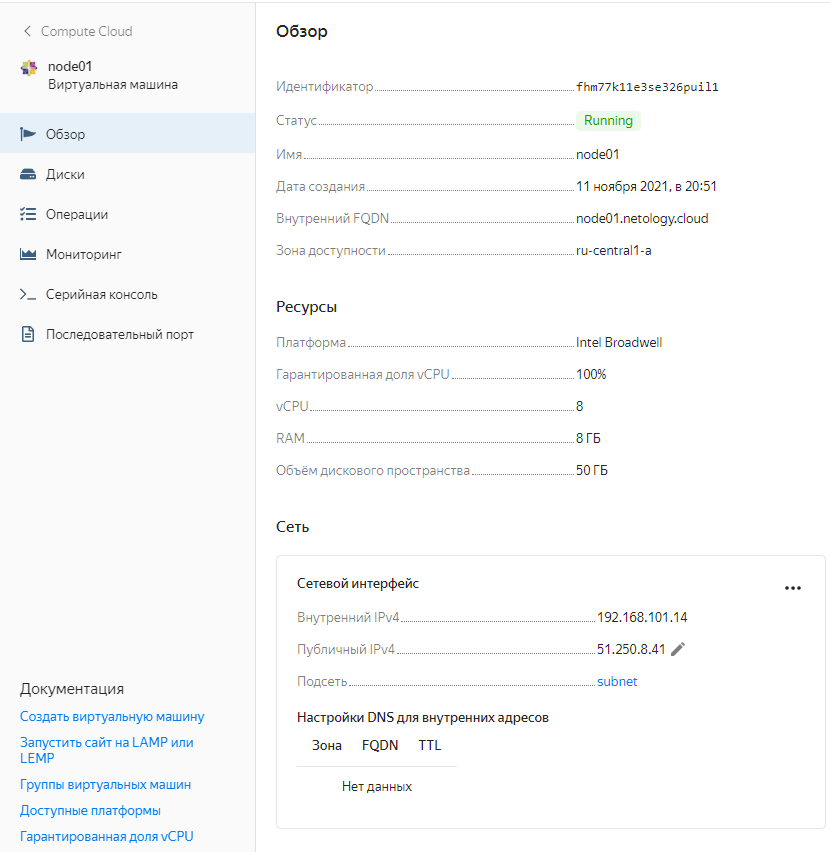 Compute Cloud
node01
Виртуальная машина
Обзор
Диски
Операции
Мониторинг
Серийная консоль
Последовательный порт
Документация
Создать виртуальную машину
Запустить сайт на LAMP или
LEMP
Группы виртуальных машин
Доступные платформы
Гарантированная доля vCPU
Обзор
Идентификатор fhm77k11e3se326puil1
Статус Running
Имя node01
Дата создания 11 ноября 2021, в 20:51
Внутренний FQDN node01.netology.cloud
Зона доступности ru-central1-a
Ресурсы
Платформа Intel Broadwell
Гарантированная доля vCPU 100%
vCPU 8
RAM 8 ГБ
Объём дискового пространства 50 ГБ
Сеть
Сетевой интерфейс
Внутренний IPv4 192.168.101.14
Публичный IPv4 51.250.8.41
Подсеть subnet
Настройки DNS для внутренних адресов
Зона FQDN TTL
Нет данных